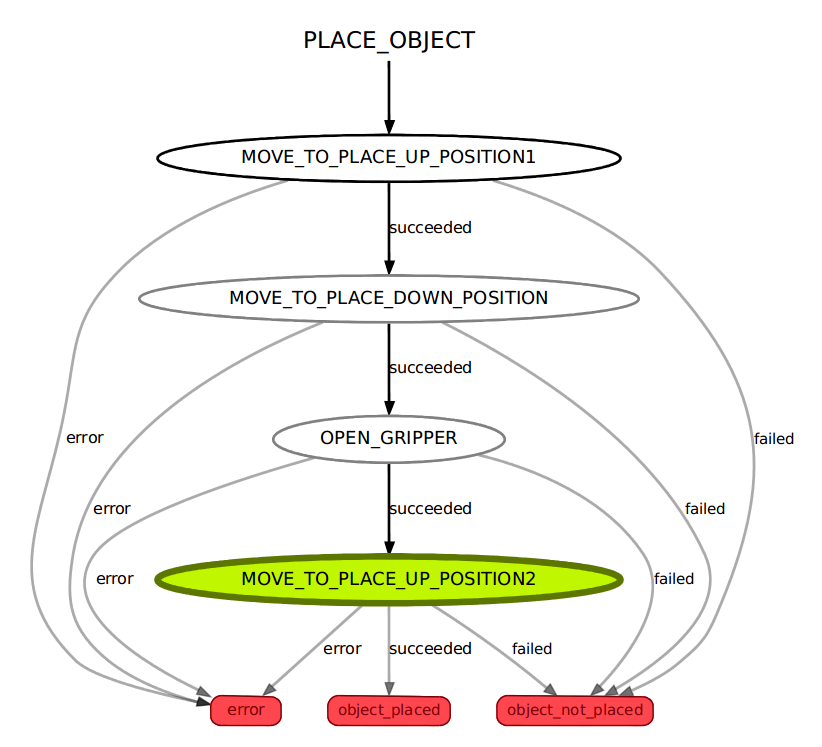 PLACE_OBJECT
MOVE_TO_PLACE_UP_POSITION1
succeeded
MOVE_TO_PLACE_DOWN_POSITION
succeeded
error
failed
OPEN_GRIPPER
error
succeeded
failed
error
MOVE_TO_PLACE_UP_POSITION2
failed
error
succeeded
failed
error
object_placed
object_not_placed